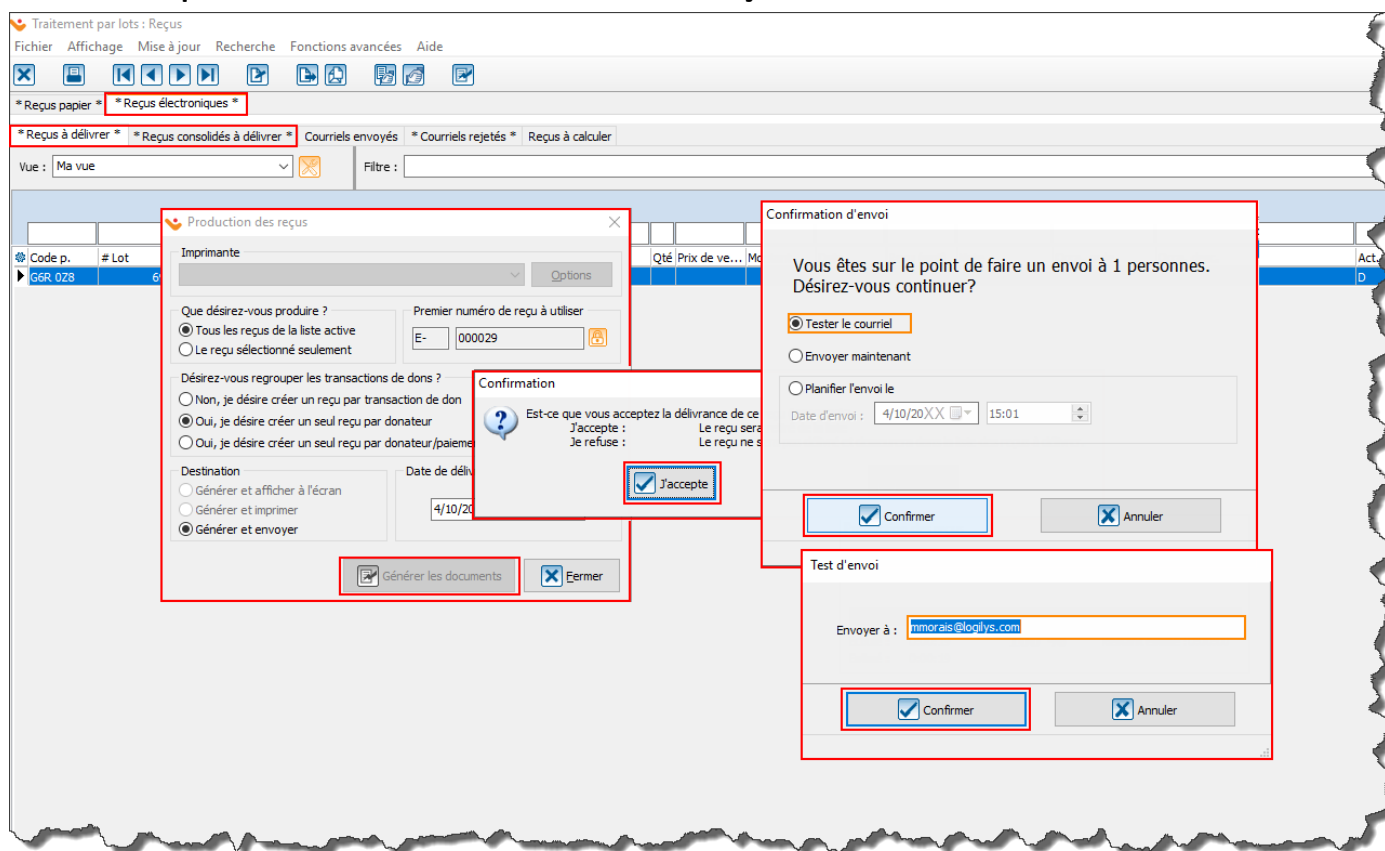 Traitement par lots : Reçus
Fichier Affichage Mise à jour Recherche Fonctions avancées Aide
* Reçus papier * * Reçus électroniques *
* Reçus à délivrer * * Reçus consolidés à délivrer * Courriels envoyés * Courriels rejetés * Reçus à calculer
Vue : Ma vue Filtre :
Code p. # Lot Qté Prix de ve... Act.
G6R 0Z8 D
Production des reçus
Imprimante
Options
Que désirez-vous produire ?
Tous les reçus de la liste active
Le reçu sélectionné seulement
Premier numéro de reçu à utiliser
E- 000029
Désirez-vous regrouper les transactions de dons ?
Non, je désire créer un reçu par transaction de don
Oui, je désire créer un seul reçu par donateur
Oui, je désire créer un seul reçu par donateur/paieme
Destination
Générer et afficher à l'écran
Générer et imprimer
Générer et envoyer
Date de déliv
4/10/20
Générer les documents Fermer
Confirmation
Est-ce que vous acceptez la délivrance de ce
J'accepte : Le reçu sera
Je refuse : Le reçu ne s
J'accepte
Confirmation d'envoi
Vous êtes sur le point de faire un envoi à 1 personnes.
Désirez-vous continuer?
Tester le courriel
Envoyer maintenant
Planifier l'envoi le
Date d'envoi : 4/10/20XX 15:01
Confirmer Annuler
Test d'envoi
Envoyer à : mmorais@logilys.com
Confirmer Annuler